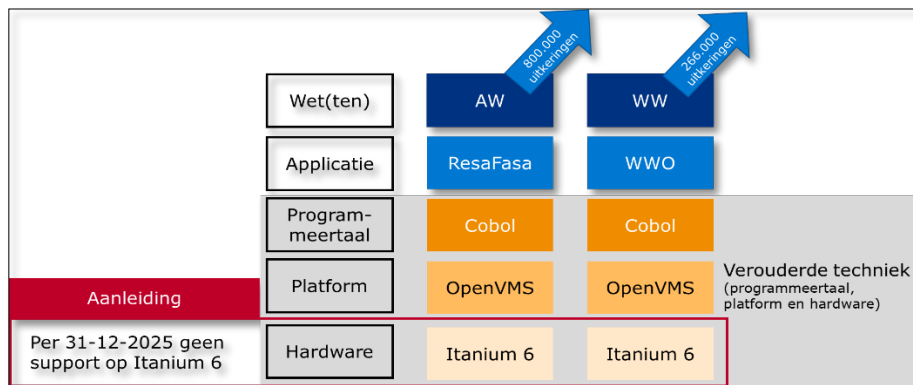 800.000
uitkeringen
266.000
uitkeringen
Wet(ten)
AW
WW
Applicatie
ResaFasa
WWO
Program-
meertaal
Cobol
Cobol
Platform
OpenVMS
OpenVMS
Verouderde techniek
(programmeertaal,
platform en hardware)
Aanleiding
Per 31-12-2025 geen
support op Itanium 6
Hardware
Itanium 6
Itanium 6